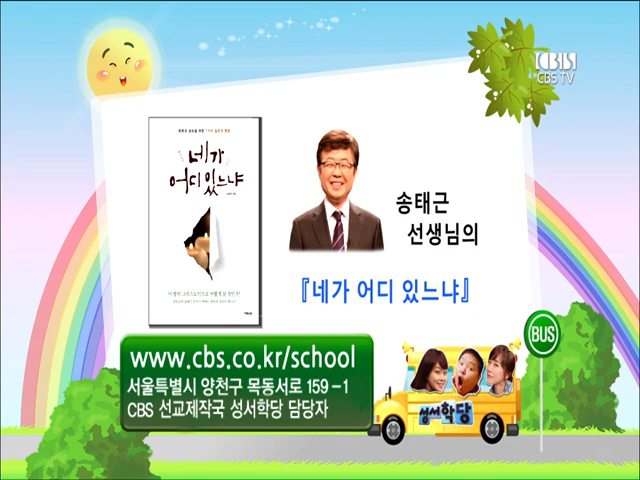 CBS
CBS TV
네가
어디 있느냐
송태근
선생님의
『네가 어디 있느냐』
BUS
www.cbs.co.kr/school
서울특별시 양천구 목동서로 159-1
CBS 선교제작국 성서학당 담당자
성서학당